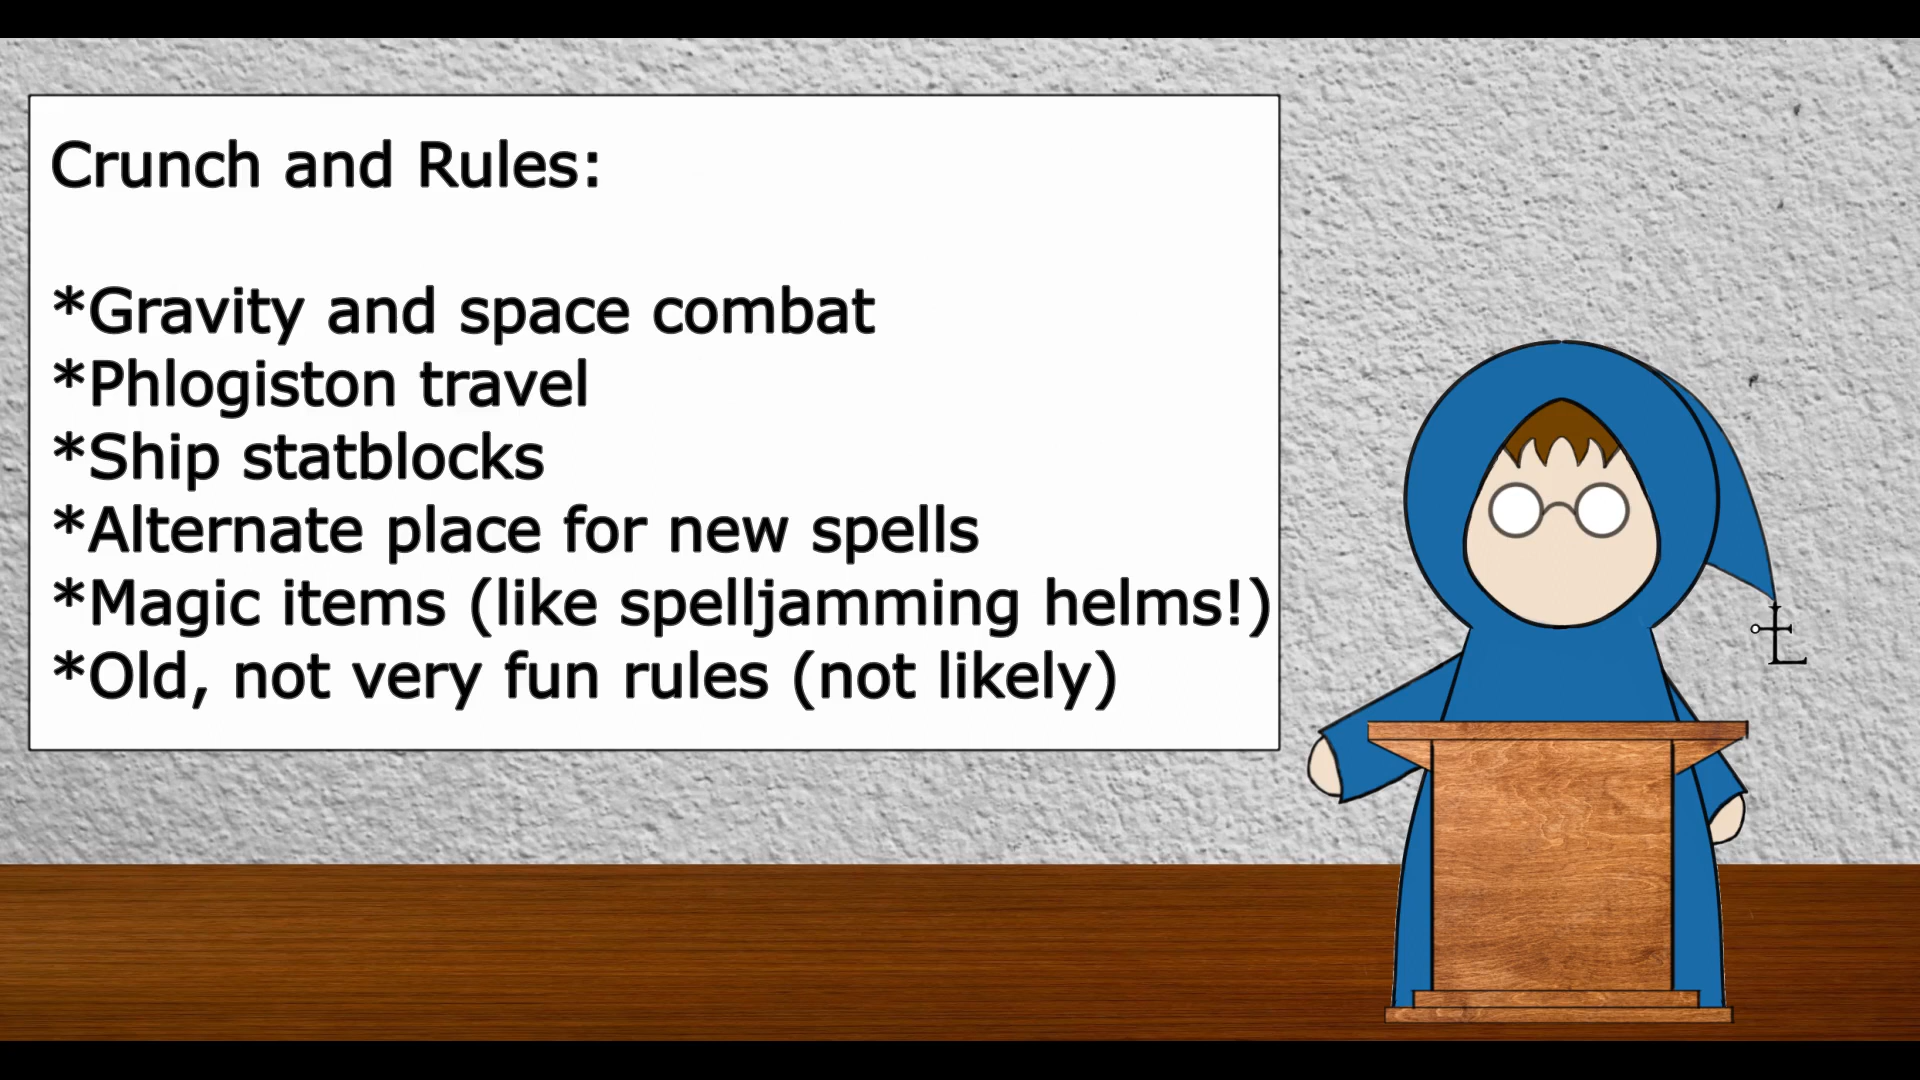 Crunch and Rules:
*Gravity and space combat
*Phlogiston travel
*Ship statblocks
*Alternate place for new spells
*Magic items (like spelljamming helms!)
*Old, not very fun rules (not likely)